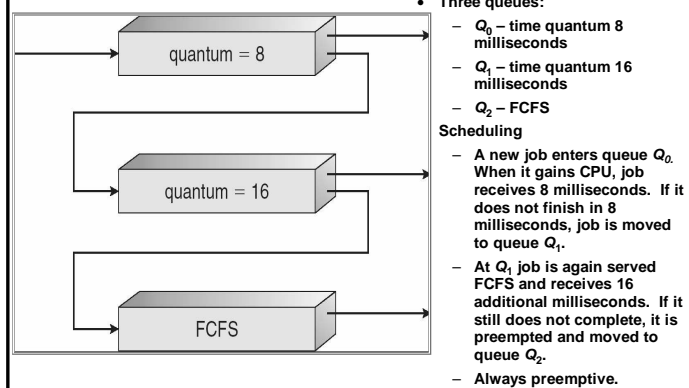 quantum = 8
quantum = 16
FCFS
• Three queues:
– Q0 – time quantum 8
milliseconds
– Q1 – time quantum 16
milliseconds
– Q2 – FCFS
Scheduling
– A new job enters queue Q0.
When it gains CPU, job
receives 8 milliseconds. If it
does not finish in 8
milliseconds, job is moved
to queue Q1.
– At Q1 job is again served
FCFS and receives 16
additional milliseconds. If it
still does not complete, it is
preempted and moved to
queue Q2.
– Always preemptive.